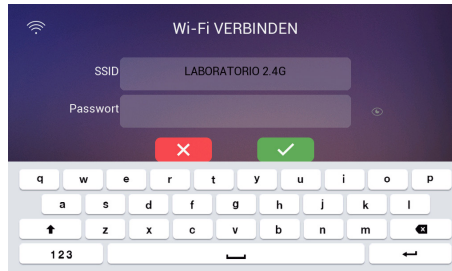 Wi-Fi VERBINDEN
SSID LABORATORIO 2.4G
Passwort
q w e r t y u i o p
a s d f g h j k l
z x c v b n m
123